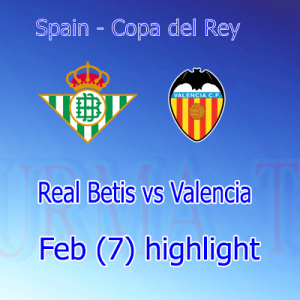 Spain - Copa del Rey
VALENCIA C.F.
Real Betis vs Valencia
Feb (7) highlight